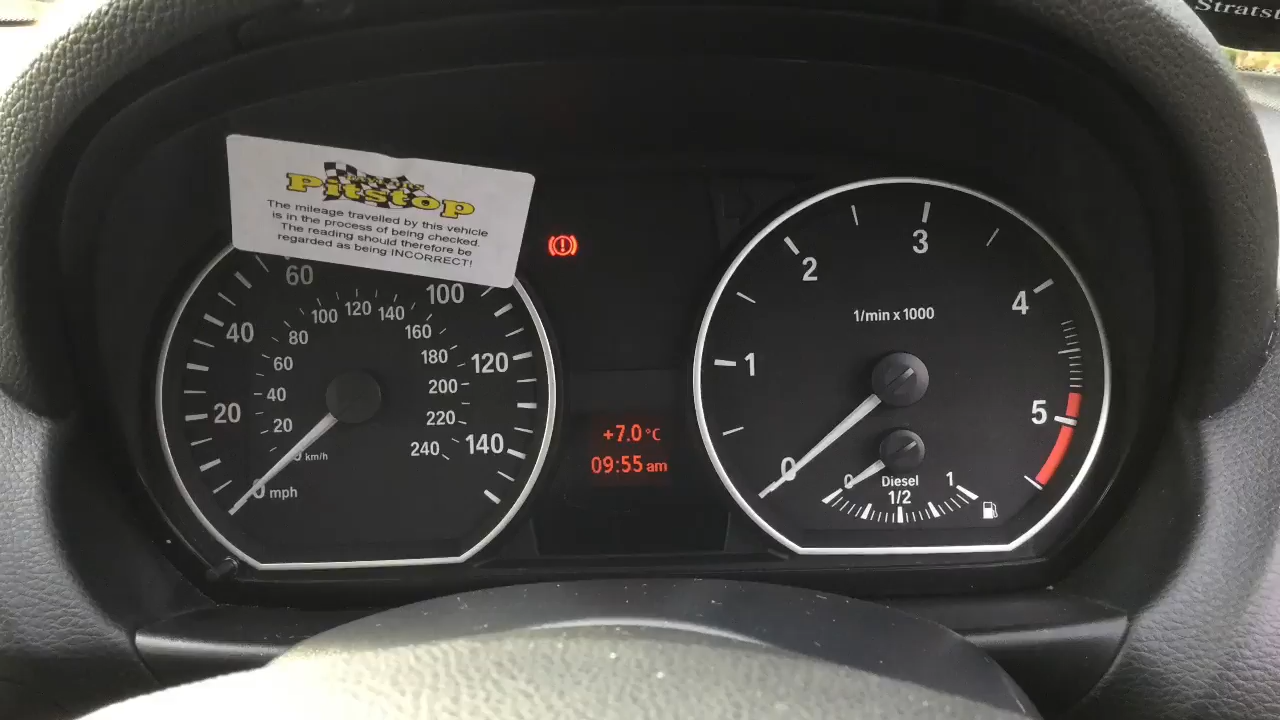 Pitstop
The mileage travelled by this vehicle
is in the process of being checked.
The reading should therefore be
regarded as being INCORRECT!
0 mph
20
40
60
100
120
140
km/h
20
40
60
80
100
120
140
160
180
200
220
240
+7.0 °C
09:55 am
0
1
2
3
4
5
1/min x 1000
0
Diesel
1/2
1